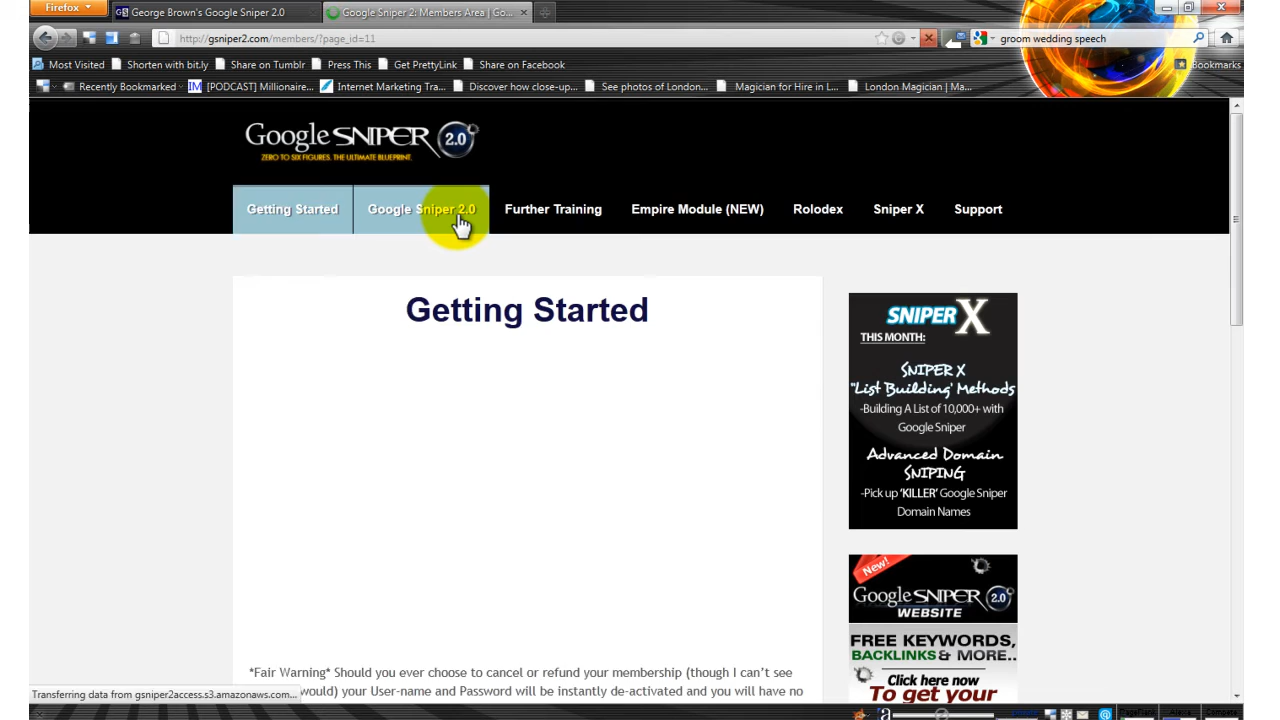 Firefox
George Brown's Google Sniper 2.0
Google Sniper 2: Members Area | Go...
http://gsniper2.com/members/?page_id=11
groom wedding speech
Most Visited
Shorten with bit.ly
Share on Tumblr
Press This
Get PrettyLink
Share on Facebook
Bookmarks
Recently Bookmarked
[PODCAST] Millionaire...
Internet Marketing Tra...
Discover how close-up...
See photos of London...
Magician for Hire in L...
London Magician | Ma...
Google SNIPER 2.0
ZERO TO SIX FIGURES. THE ULTIMATE BLUEPRINT.
Getting Started
Google Sniper 2.0
Further Training
Empire Module (NEW)
Rolodex
Sniper X
Support
Getting Started
SNIPER X
THIS MONTH:
SNIPER X
"List Building' Methods
-Building A List of 10,000+ with
Google Sniper
Advanced Domain
SNIPING
-Pick up 'KILLER' Google Sniper
Domain Names
New!
Google SNIPER 2.0
WEBSITE
FREE KEYWORDS,
BACKLINKS & MORE..
Click here now
To get your
*Fair Warning* Should you ever choose to cancel or refund your membership (though I can't see
would) your User-name and Password will be instantly de-activated and you will have no
Transferring data from gsniper2access.s3.amazonaws.com...